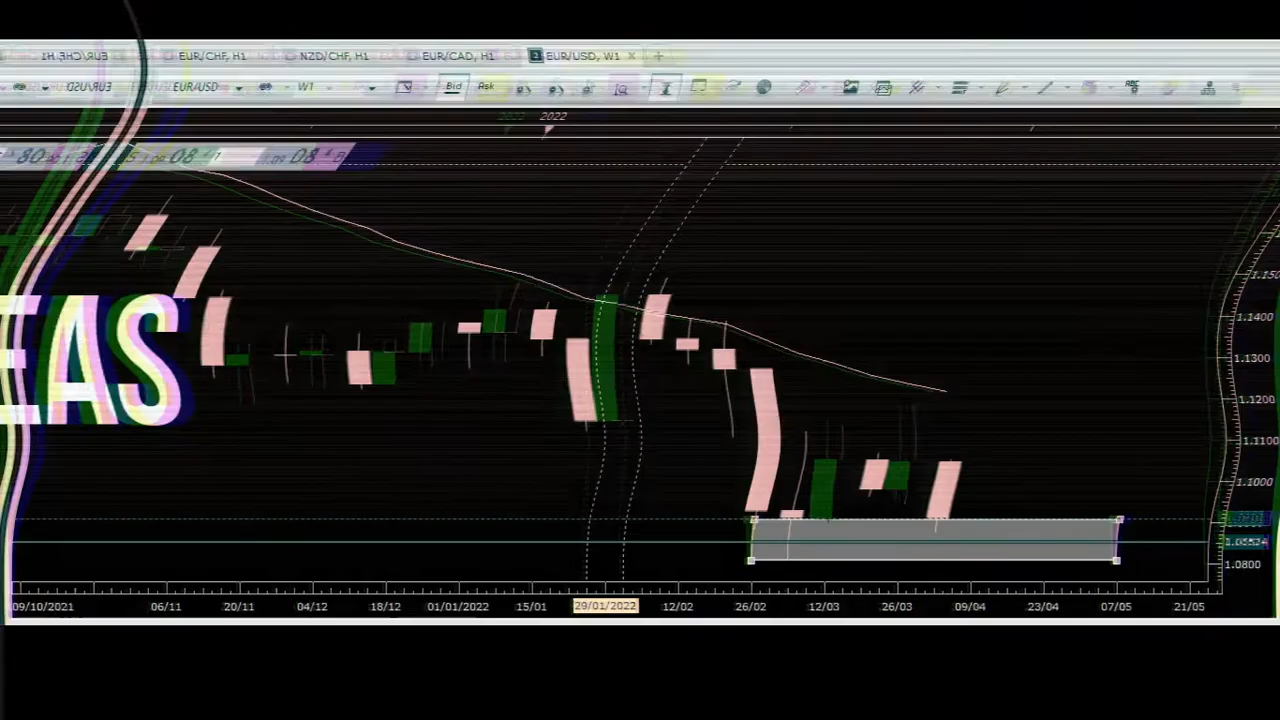 EUR/CHF, H1 NZD/CHF, H1 EUR/CAD, H1 EUR/USD, W1
EUR/USD W1 Bid Ask ABC
2022 2022
EAS
1.1400
1.1300
1.1200
1.1100
1.1000
1.0800
09/10/2021 06/11 20/11 04/12 18/12 01/01/2022 15/01 29/01/2022 12/02 26/02 12/03 26/03 09/04 23/04 07/05 21/05